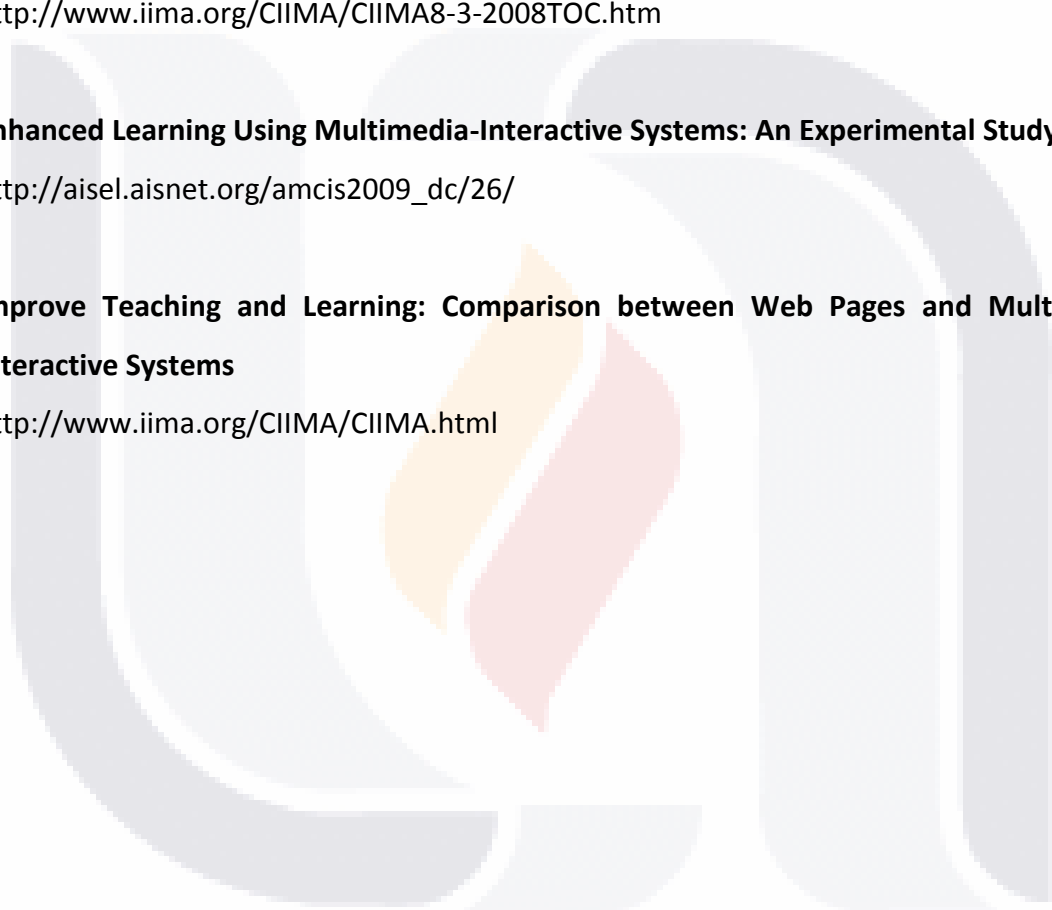 ttp://www.iima.org/CIIMA/CIIMA8-3-2008TOC.htm
nhanced Learning Using Multimedia-Interactive Systems: An Experimental Study
ttp://aisel.aisnet.org/amcis2009_dc/26/
mprove Teaching and Learning: Comparison between Web Pages and Mult
nteractive Systems
ttp://www.iima.org/CIIMA/CIIMA.html